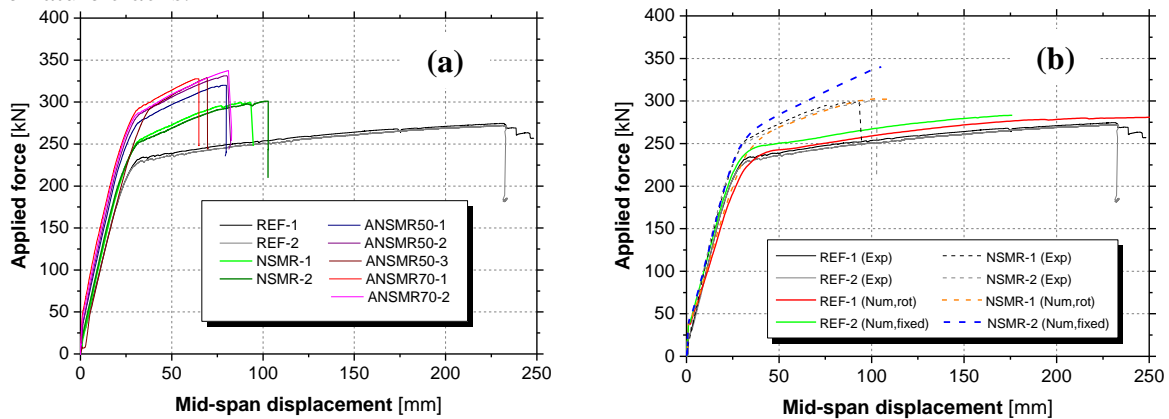 (a)
400
350
300
250
200
150
100
50
0
Applied force [kN]
REF-1
REF-2
NSMR-1
NSMR-2
ANSMR50-1
ANSMR50-2
ANSMR50-3
ANSMR70-1
ANSMR70-2
0 50 100 150 200 250
Mid-span displacement [mm]
(b)
400
350
300
250
200
150
100
50
0
Applied force [kN]
REF-1 (Exp)
REF-2 (Exp)
REF-1 (Num,rot)
REF-2 (Num,fixed)
NSMR-1 (Exp)
NSMR-2 (Exp)
NSMR-1 (Num,rot)
NSMR-2 (Num,fixed)
0 50 100 150 200 250
Mid-span displacement [mm]